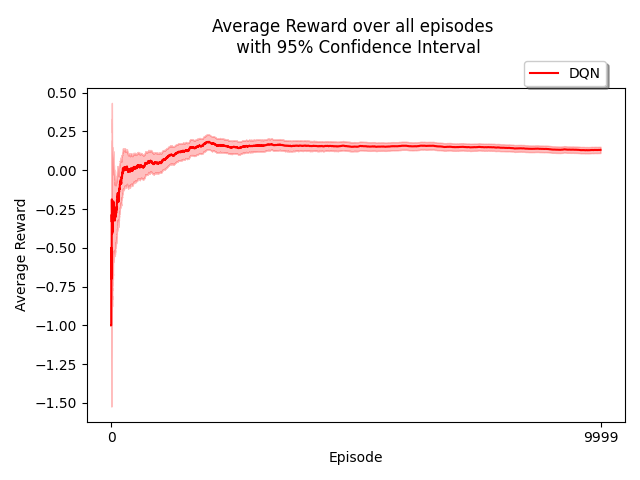 Average Reward over all episodes
with 95% Confidence Interval
DQN
0.50
0.25
0.00
−0.25
−0.50
−0.75
−1.00
−1.25
−1.50
Average Reward
0
9999
Episode